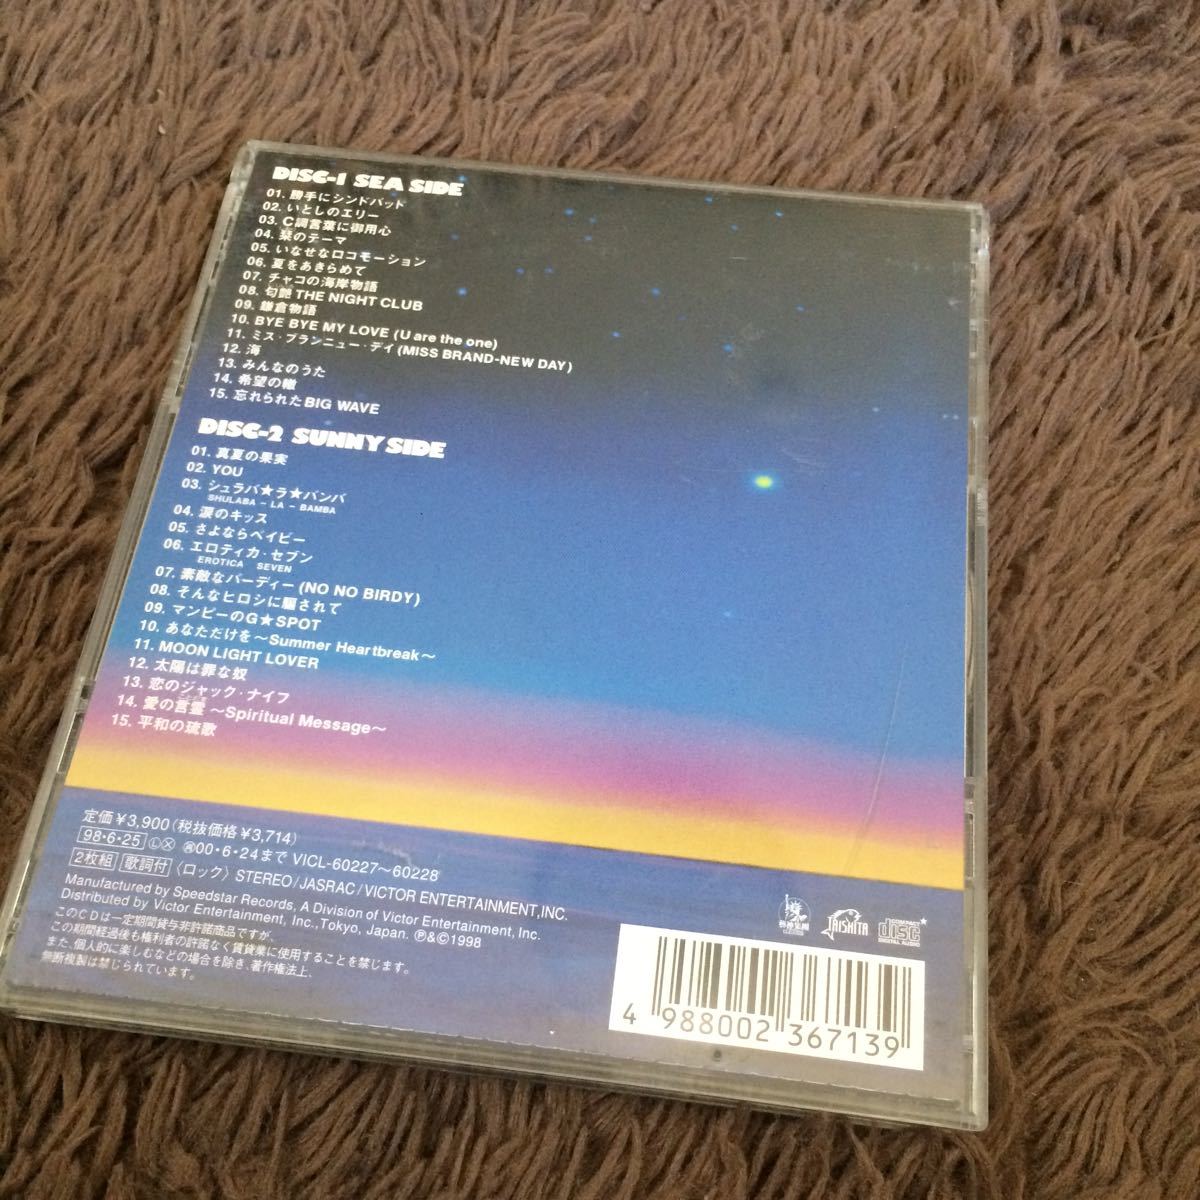 DISC-1 SEA SIDE
01. 勝手にシンドバット
02. いとしのエリー
03. C調言葉に御用心
04. 栞のテーマ
05. いなせなロコモーション
06. 夏をあきらめて
07. チャコの海岸物語
08. 匂艶 THE NIGHT CLUB
09. 鎌倉物語
10. BYE BYE MY LOVE (U are the one)
11. ミス・ブランニュー・デイ (MISS BRAND-NEW DAY)
12. 海
13. みんなのうた
14. 希望の轍
15. 忘れられたBIG WAVE
DISC-2 SUNNY SIDE
01. 真夏の果実
02. YOU
03. シュラバ★ラ★バンバ
SHULABA - LA - BAMBA
04. 涙のキッス
05. さよならベイビー
06. エロティカ・セブン
EROTICA SEVEN
07. 素敵なバーディー (NO NO BIRDY)
08. そんなヒロシに騙されて
09. マンピーのG★SPOT
10. あなただけを 〜Summer Heartbreak〜
11. MOON LIGHT LOVER
12. 太陽は罪な奴
13. 恋のジャック・ナイフ
14. 愛の言霊 〜Spiritual Message〜
15. 平和の琉歌
定価¥3,900(税抜価格¥3,714)
98・6・25 Ⓛ Ⓧ ㊢00・6・24まで VICL-60227〜60228
2枚組 歌詞付 〈ロック〉 STEREO/JASRAC/VICTOR ENTERTAINMENT,INC.
Manufactured by Speedstar Records, A Division of Victor Entertainment, Inc.
Distributed by Victor Entertainment, Inc.,Tokyo, Japan. ℗&©1998
このCDは一定期間貸与非許諾商品ですが、
この期間経過後も権利者の許諾なく賃貸業に使用することを禁じます。
また、個人的に楽しむなどの場合を除き、著作権法上、
無断複製は禁じられています。
TAISHITA
COMPACT
disc
DIGITAL AUDIO
4 988002 367139